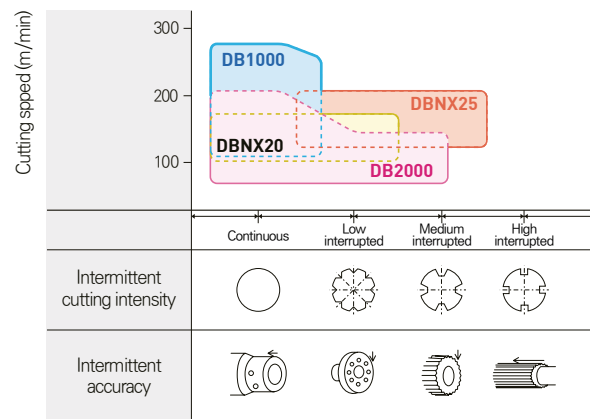 Cutting spped (m/min)
300
200
100
DB1000
DBNX25
DBNX20
DB2000
Continuous
Low
interrupted
Medium
interrupted
High
interrupted
Intermittent
cutting intensity
Intermittent
accuracy